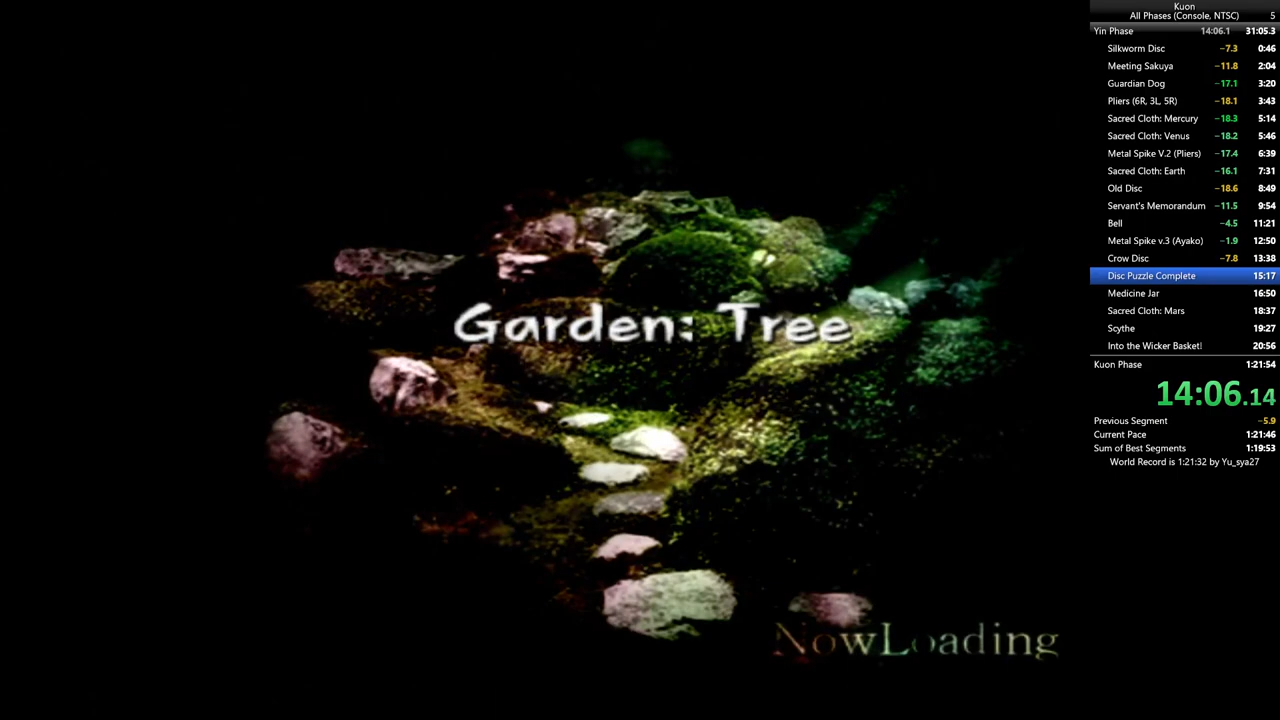 Garden: Tree
NowLoading
Kuon
All Phases (Console, NTSC) 5
Yin Phase 14:06.1 31:05.3
Silkworm Disc −7.3 0:46
Meeting Sakuya −11.8 2:04
Guardian Dog −17.1 3:20
Pliers (6R, 3L, 5R) −18.1 3:43
Sacred Cloth: Mercury −18.3 5:14
Sacred Cloth: Venus −18.2 5:46
Metal Spike V.2 (Pliers) −17.4 6:39
Sacred Cloth: Earth −16.1 7:31
Old Disc −18.6 8:49
Servant's Memorandum −11.5 9:54
Bell −4.5 11:21
Metal Spike v.3 (Ayako) −1.9 12:50
Crow Disc −7.8 13:38
Disc Puzzle Complete 15:17
Medicine Jar 16:50
Sacred Cloth: Mars 18:37
Scythe 19:27
Into the Wicker Basket! 20:56
Kuon Phase 1:21:54
14:06.14
Previous Segment −5.9
Current Pace 1:21:46
Sum of Best Segments 1:19:53
World Record is 1:21:32 by Yu_sya27